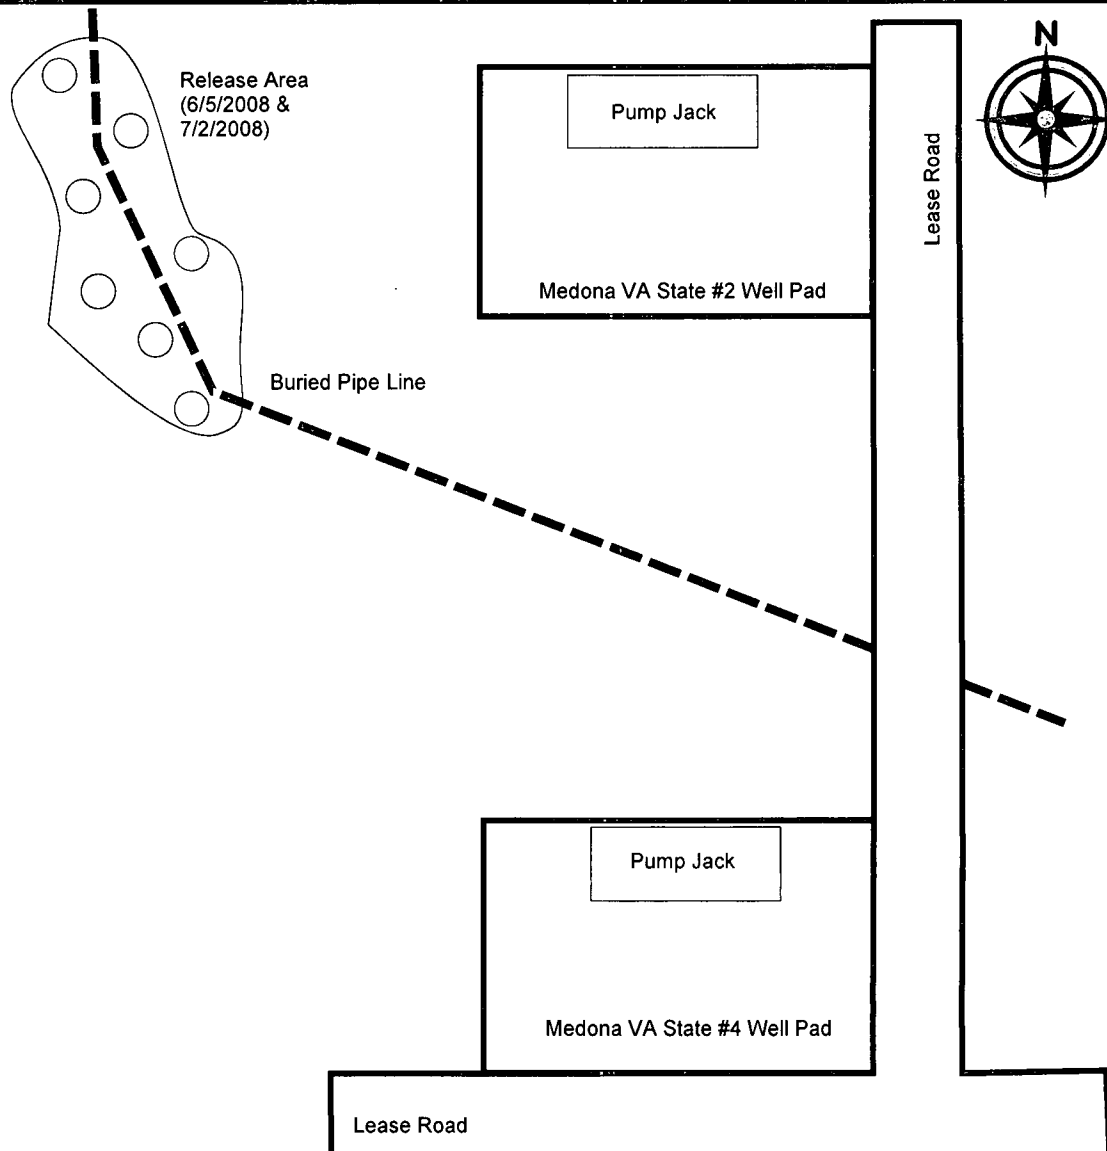 N
Release Area
(6/5/2008 &
7/2/2008)
Pump Jack
Lease Road
Medona VA State #2 Well Pad
Buried Pipe Line
Pump Jack
Medona VA State #4 Well Pad
Lease Road